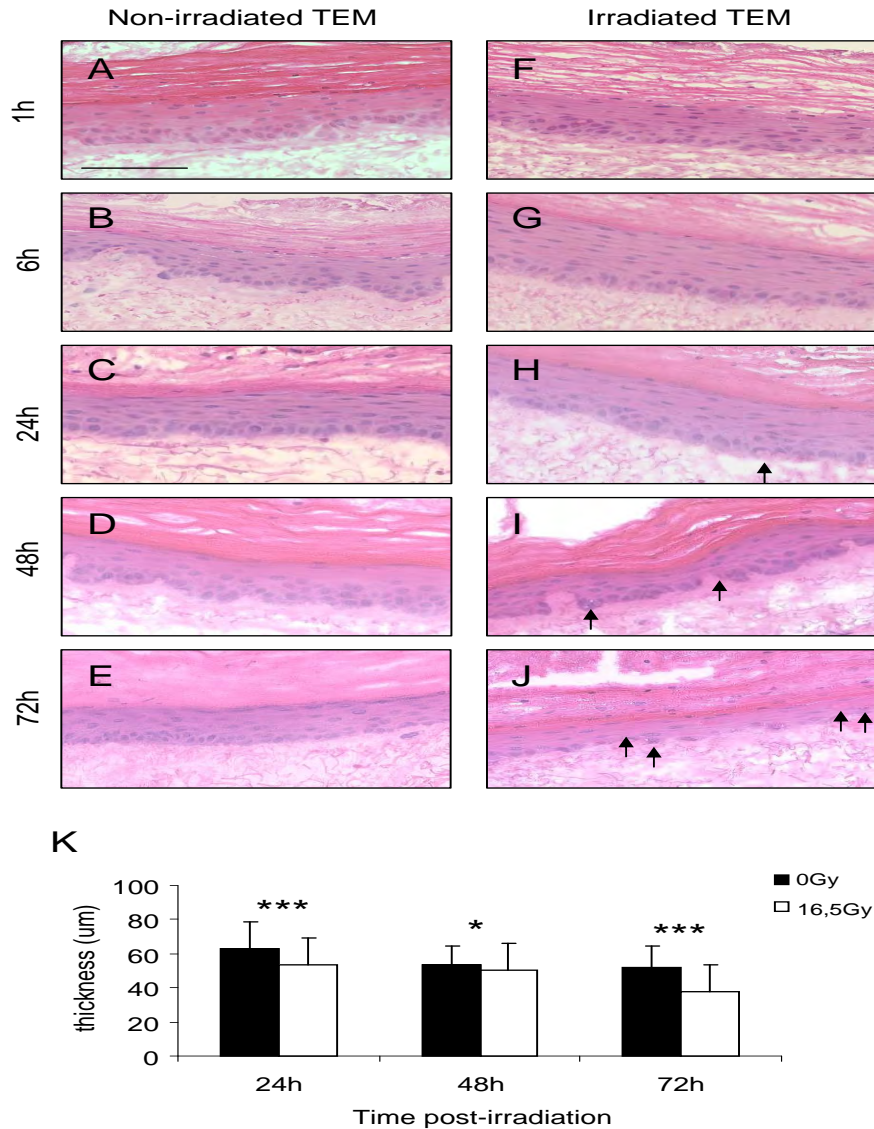 Non-irradiated TEM
Irradiated TEM
1h
A
F
6h
B
G
24h
C
H
48h
D
I
72h
E
J
K
0Gy
16,5Gy
thickness (um)
100
80
60
40
20
0
***
*
***
24h
48h
72h
Time post-irradiation